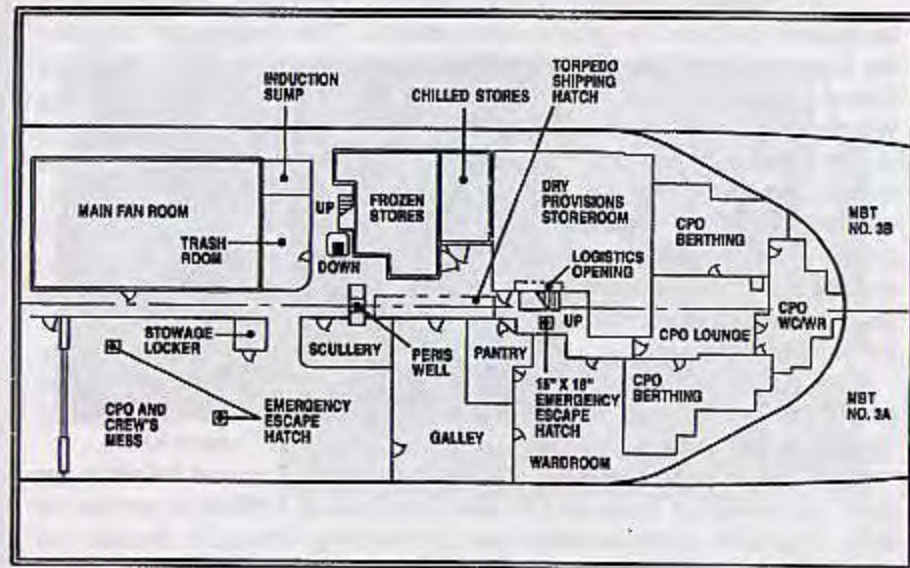 INDUCTION
SUMP
CHILLED STORES
TORPEDO
SHIPPING
HATCH
MAIN FAN ROOM
TRASH
ROOM
UP
DOWN
FROZEN
STORES
DRY
PROVISIONS
STOREROOM
LOGISTICS
OPENING
CPO
BERTHING
MBT
NO. 3B
STOWAGE
LOCKER
SCULLERY
PERIS
WELL
PANTRY
UP
CPO LOUNGE
CPO
WC/WR
CPO AND
CREW'S
MESS
EMERGENCY
ESCAPE
HATCH
GALLEY
15" X 18"
EMERGENCY
ESCAPE
HATCH
WARDROOM
CPO
BERTHING
MBT
NO. 3A